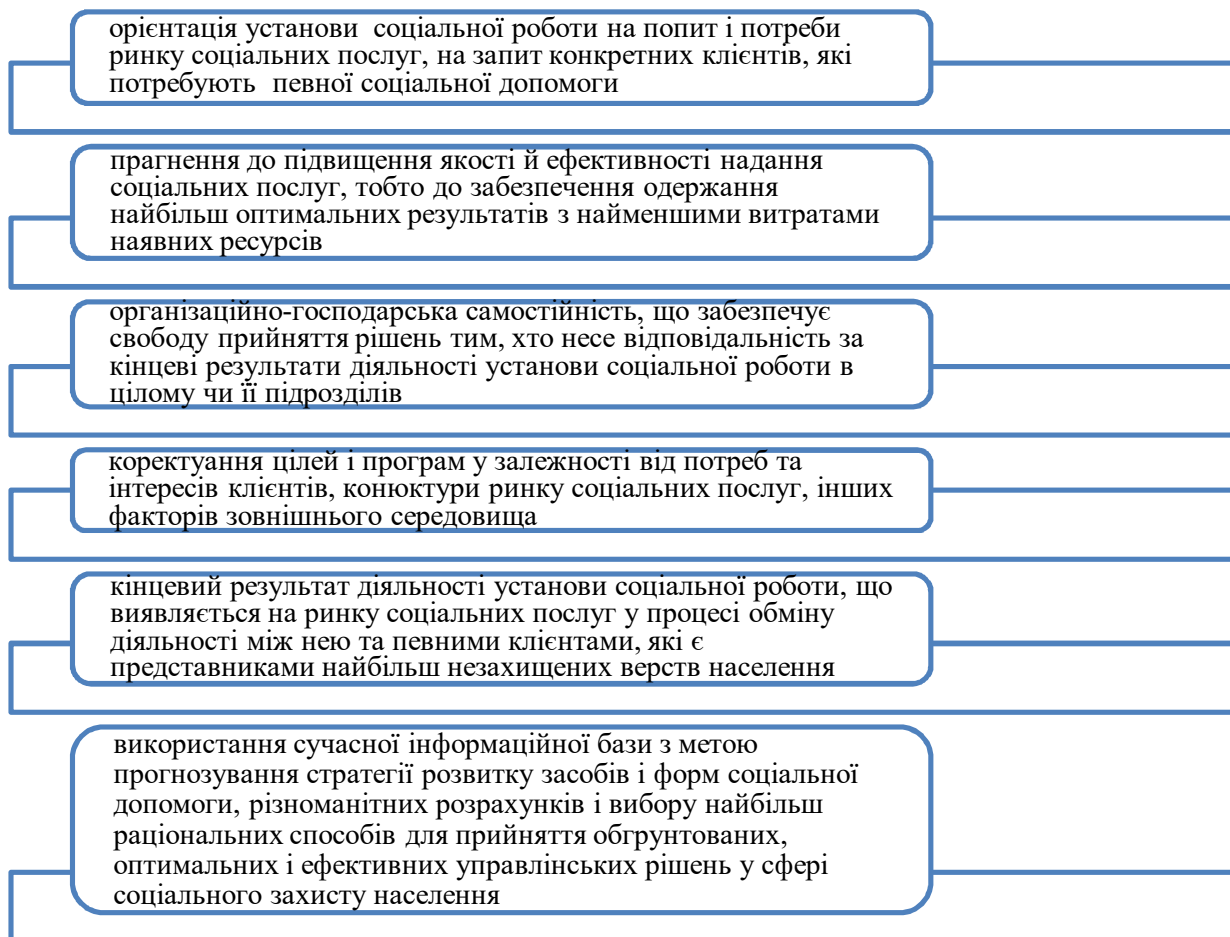 орієнтація установи соціальної роботи на попит і потреби
ринку соціальних послуг, на запит конкретних клієнтів, які
потребують певної соціальної допомоги
прагнення до підвищення якості й ефективності надання
соціальних послуг, тобто до забезпечення одержання
найбільш оптимальних результатів з найменшими витратами
наявних ресурсів
організаційно-господарська самостійність, що забезпечує
свободу прийняття рішень тим, хто несе відповідальність за
кінцеві результати діяльності установи соціальної роботи в
цілому чи її підрозділів
коректуання цілей і програм у залежності від потреб та
інтересів клієнтів, конюктури ринку соціальних послуг, інших
факторів зовнішнього середовища
кінцевий результат діяльності установи соціальної роботи, що
виявляється на ринку соціальних послуг у процесі обміну
діяльності між нею та певними клієнтами, які є
представниками найбільш незахищених верств населення
використання сучасної інформаційної бази з метою
прогнозування стратегії розвитку засобів і форм соціальної
допомоги, різноманітних розрахунків і вибору найбільш
раціональних способів для прийняття обгрунтованих,
оптимальних і ефективних управлінських рішень у сфері
соціального захисту населення